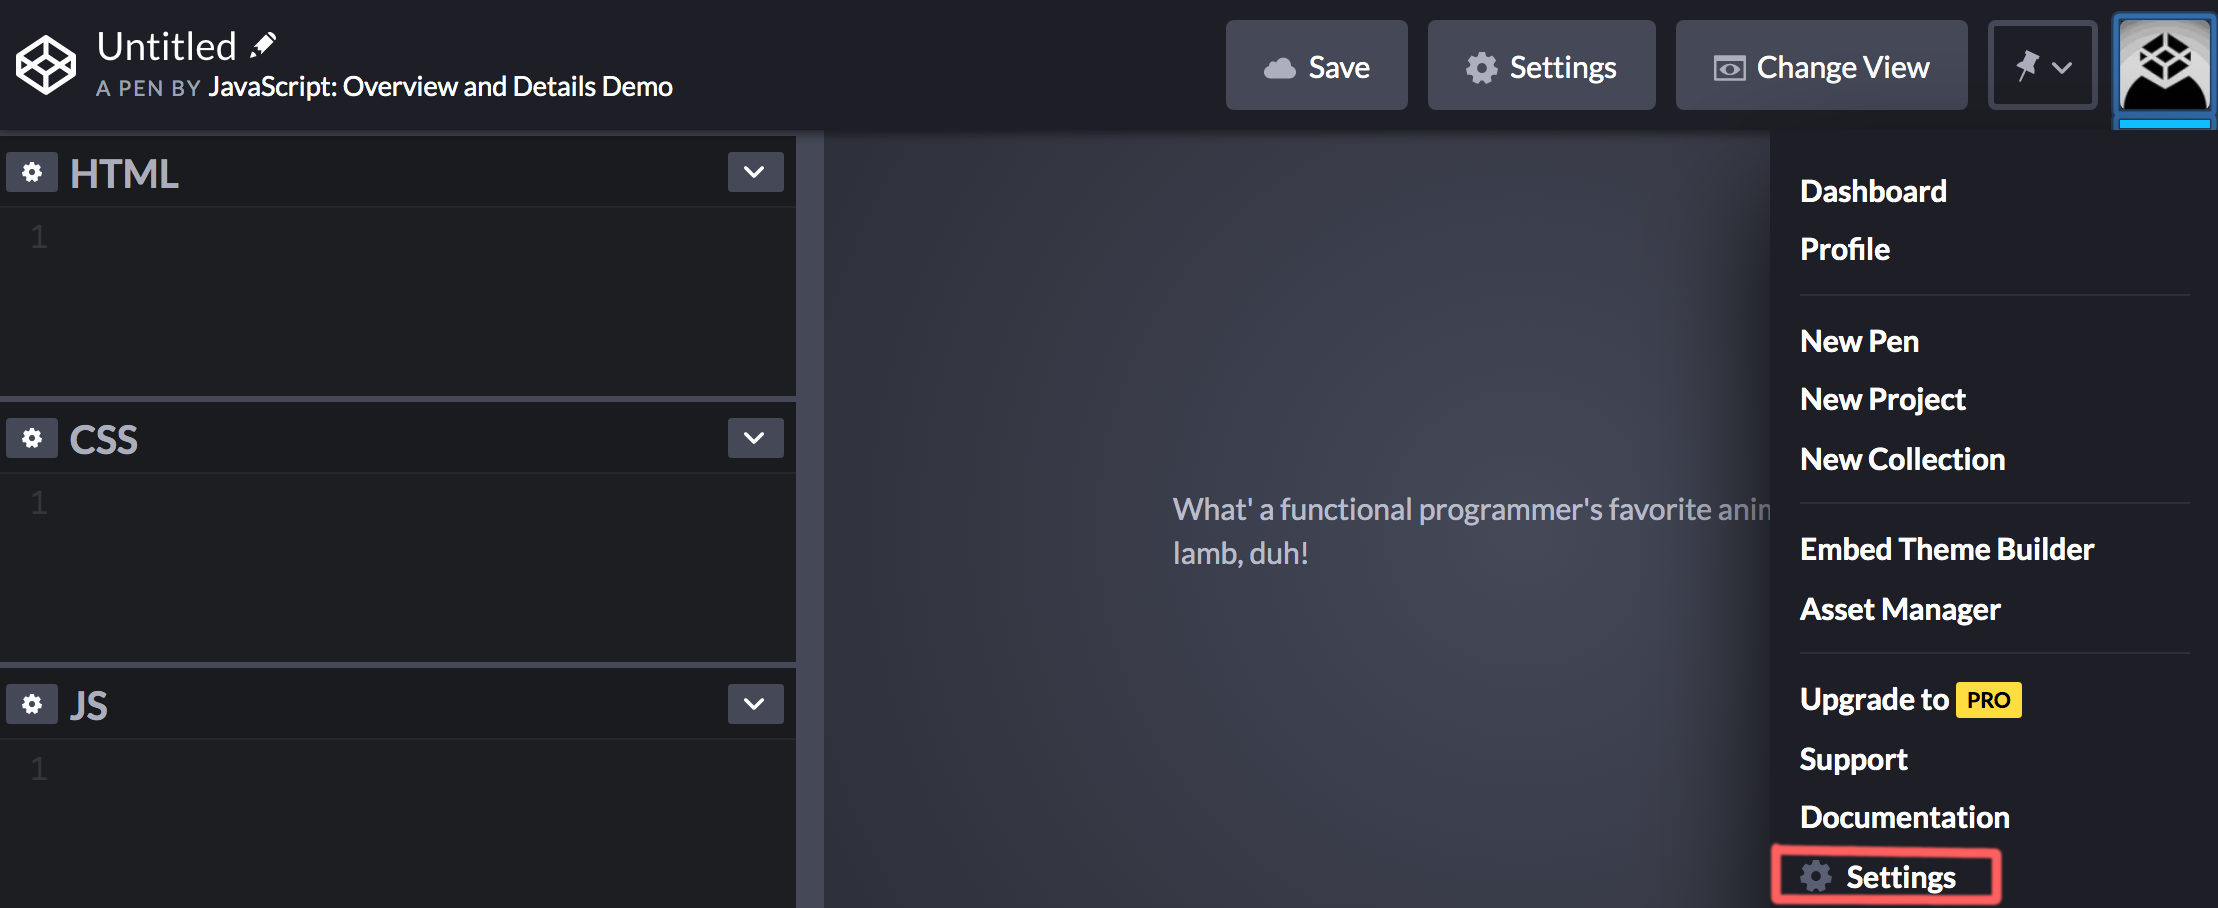 Untitled
A PEN BY JavaScript: Overview and Details Demo
Save
Settings
Change View
HTML
1
CSS
1
JS
1
What' a functional programmer's favorite
lamb, duh!
Dashboard
Profile
New Pen
New Project
New Collection
Embed Theme Builder
Asset Manager
Upgrade to PRO
Support
Documentation
Settings